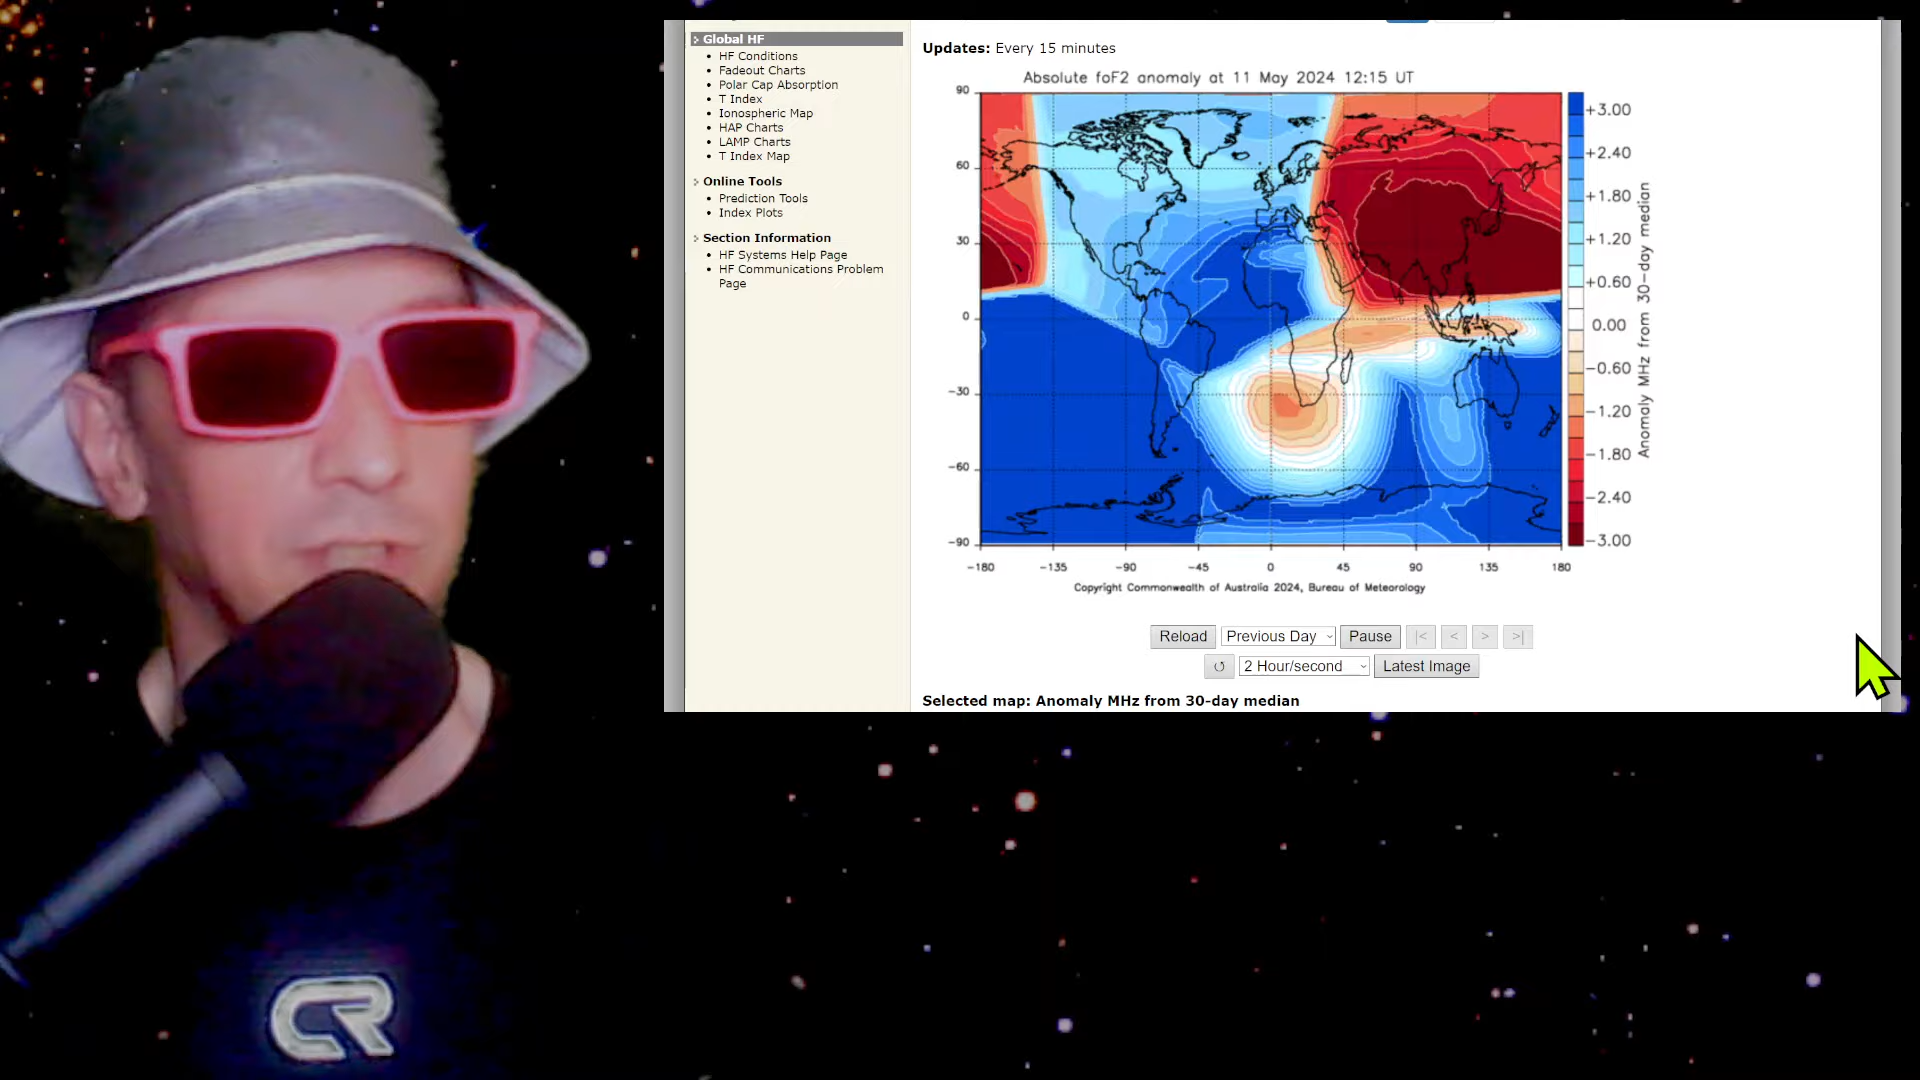 Global HF
HF Conditions
Fadeout Charts
Polar Cap Absorption
T Index
Ionospheric Map
HAP Charts
LAMP Charts
T Index Map
Online Tools
Prediction Tools
Index Plots
Section Information
HF Systems Help Page
HF Communications Problem
Page
Updates: Every 15 minutes
Absolute foF2 anomaly at 11 May 2024 12:15 UT
90
60
30
0
-30
-60
-90
-180 -135 -90 -45 0 45 90 135 180
+3.00
+2.40
+1.80
+1.20
+0.60
0.00
-0.60
-1.20
-1.80
-2.40
-3.00
Anomaly MHz from 30-day median
Copyright Commonwealth of Australia 2024, Bureau of Meteorology
Reload Previous Day Pause |< < > >|
↺ 2 Hour/second Latest Image
Selected map: Anomaly MHz from 30-day median
CR